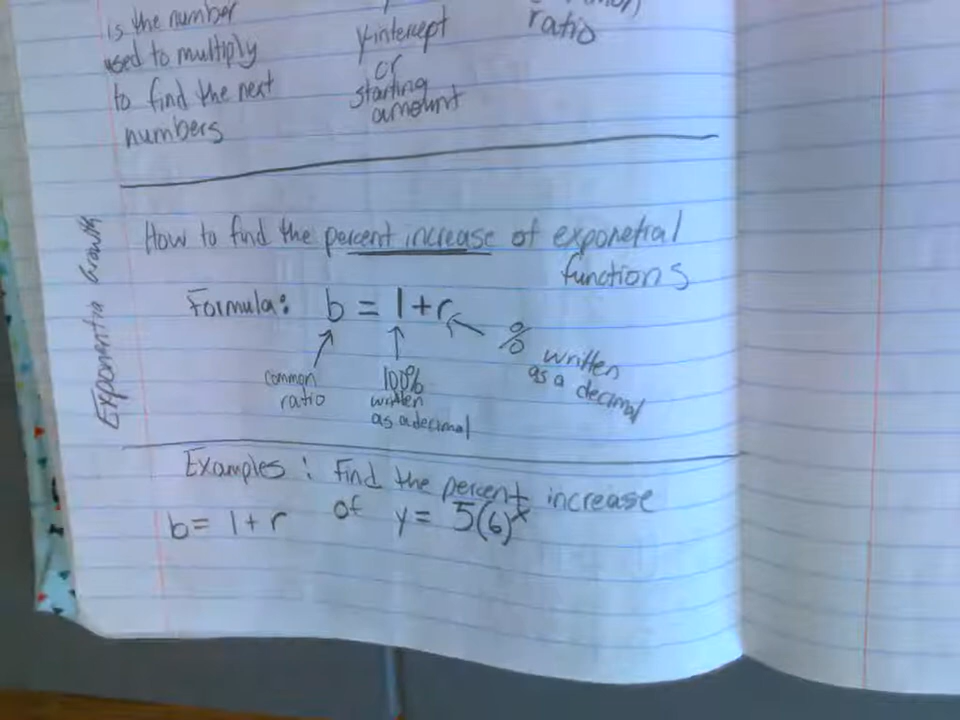 is the number
used to multiply
to find the next
numbers
y-intercept
or
starting
amount
ratio
Exponentia Growth
How to find the percent increase of exponetial
functions
Formula: b = 1 + r
common
ratio
100%
written
as a decimal
% written
as a decimal
Examples: Find the percent increase
of y = 5(6)^x
b = 1 + r